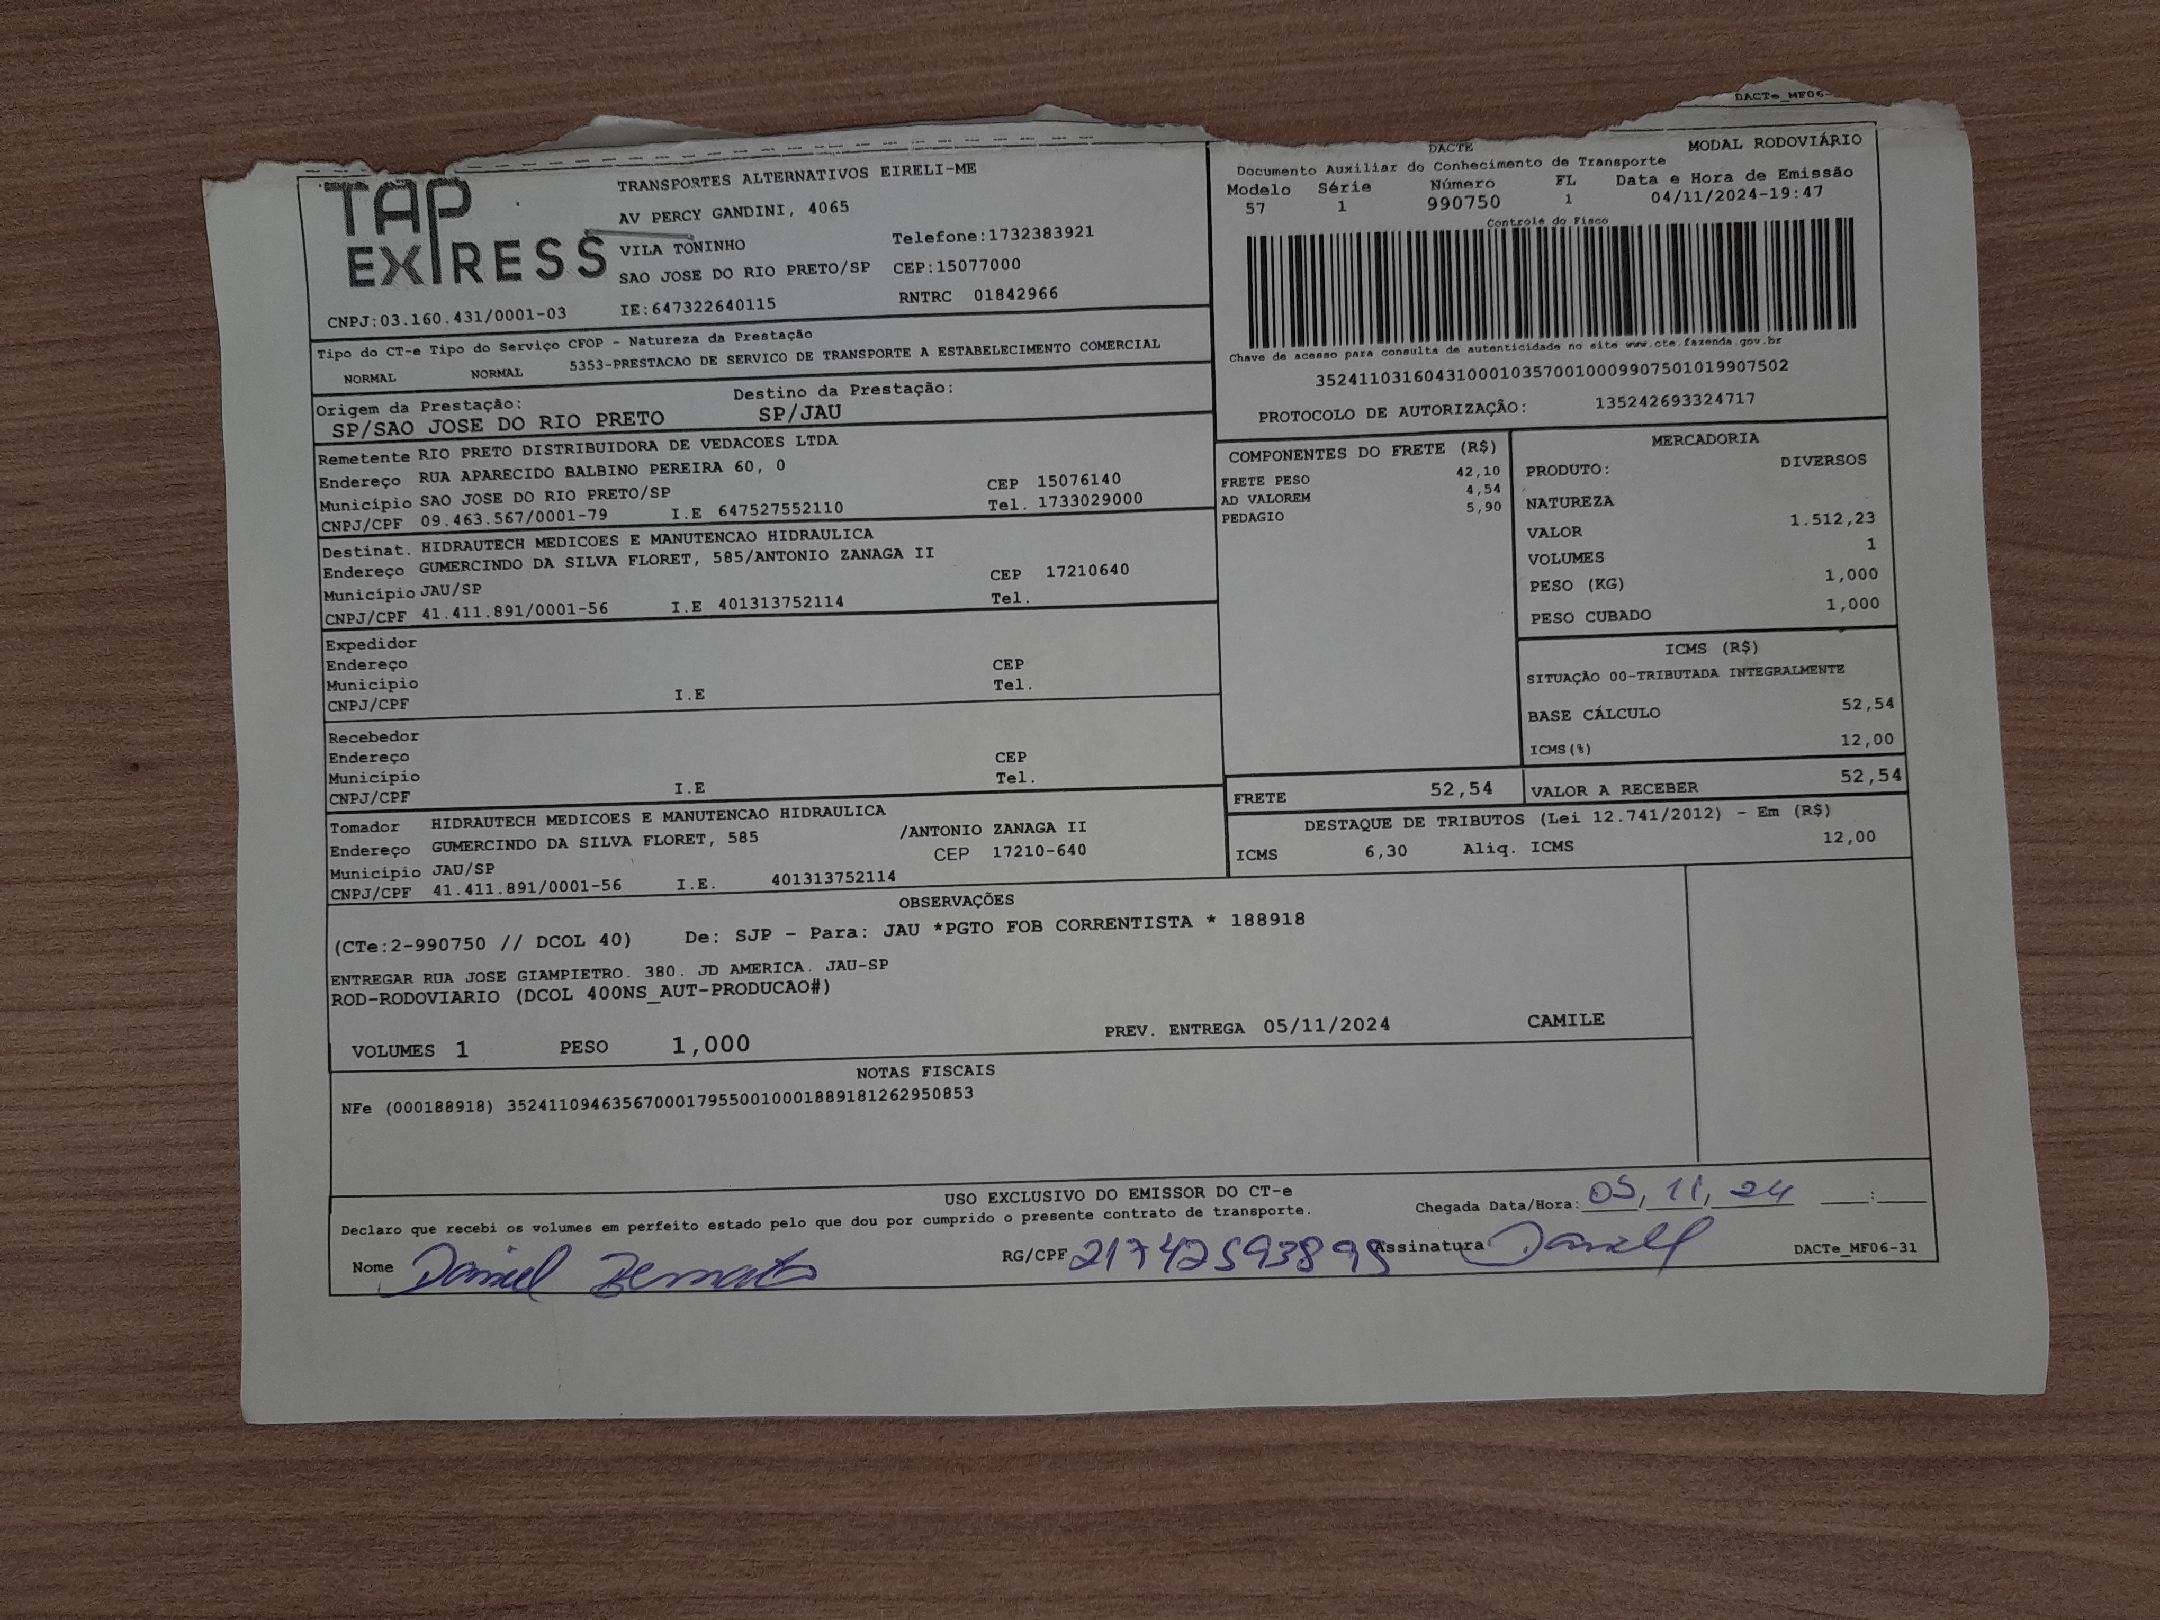 DACTe_MF06-
TAP
EXPRESS
TRANSPORTES ALTERNATIVOS EIRELI-ME
AV PERCY GANDINI, 4065
VILA TONINHO Telefone:1732383921
SAO JOSE DO RIO PRETO/SP CEP:15077000
CNPJ:03.160.431/0001-03 IE:647322640115 RNTRC 01842966
DACTE MODAL RODOVIÁRIO
Documento Auxiliar do Conhecimento de Transporte
Modelo Série Número FL Data e Hora de Emissão
57 1 990750 1 04/11/2024-19:47
Controle do Fisco
Chave de acesso para consulta de autenticidade no site www.cte.fazenda.gov.br
35241103160431000103570010009907501019907502
PROTOCOLO DE AUTORIZAÇÃO: 135242693324717
Tipo do CT-e Tipo do Serviço CFOP - Natureza da Prestação
NORMAL NORMAL 5353-PRESTACAO DE SERVICO DE TRANSPORTE A ESTABELECIMENTO COMERCIAL
Origem da Prestação: Destino da Prestação:
SP/SAO JOSE DO RIO PRETO SP/JAU
Remetente RIO PRETO DISTRIBUIDORA DE VEDACOES LTDA
Endereço RUA APARECIDO BALBINO PEREIRA 60, 0 CEP 15076140
Município SAO JOSE DO RIO PRETO/SP Tel. 1733029000
CNPJ/CPF 09.463.567/0001-79 I.E 647527552110
Destinat. HIDRAUTECH MEDICOES E MANUTENCAO HIDRAULICA
Endereço GUMERCINDO DA SILVA FLORET, 585/ANTONIO ZANAGA II
Município JAU/SP CEP 17210640
CNPJ/CPF 41.411.891/0001-56 I.E 401313752114 Tel.
Expedidor
Endereço CEP
Município Tel.
CNPJ/CPF I.E
Recebedor
Endereço CEP
Município Tel.
CNPJ/CPF I.E
Tomador HIDRAUTECH MEDICOES E MANUTENCAO HIDRAULICA
Endereço GUMERCINDO DA SILVA FLORET, 585 /ANTONIO ZANAGA II
Município JAU/SP CEP 17210-640
CNPJ/CPF 41.411.891/0001-56 I.E. 401313752114
COMPONENTES DO FRETE (R$)
FRETE PESO 42,10
AD VALOREM 4,54
PEDAGIO 5,90
MERCADORIA
PRODUTO: DIVERSOS
NATUREZA
VALOR 1.512,23
VOLUMES 1
PESO (KG) 1,000
PESO CUBADO 1,000
ICMS (R$)
SITUAÇÃO 00-TRIBUTADA INTEGRALMENTE
BASE CÁLCULO 52,54
ICMS(%) 12,00
FRETE 52,54 VALOR A RECEBER 52,54
DESTAQUE DE TRIBUTOS (Lei 12.741/2012) - Em (R$)
ICMS 6,30 Aliq. ICMS 12,00
OBSERVAÇÕES
(CTe:2-990750 // DCOL 40) De: SJP - Para: JAU *PGTO FOB CORRENTISTA * 188918
ENTREGAR RUA JOSE GIAMPIETRO. 380. JD AMERICA. JAU-SP
ROD-RODOVIARIO (DCOL 400NS_AUT-PRODUCAO#)
VOLUMES 1 PESO 1,000 PREV. ENTREGA 05/11/2024 CAMILE
NOTAS FISCAIS
NFe (000188918) 35241109463567000179550010001889181262950853
USO EXCLUSIVO DO EMISSOR DO CT-e
Declaro que recebi os volumes em perfeito estado pelo que dou por cumprido o presente contrato de transporte.
Chegada Data/Hora: 05/11/24 :
Nome Daniel RG/CPF 21742593895 Assinatura Daniel DACTe_MF06-31